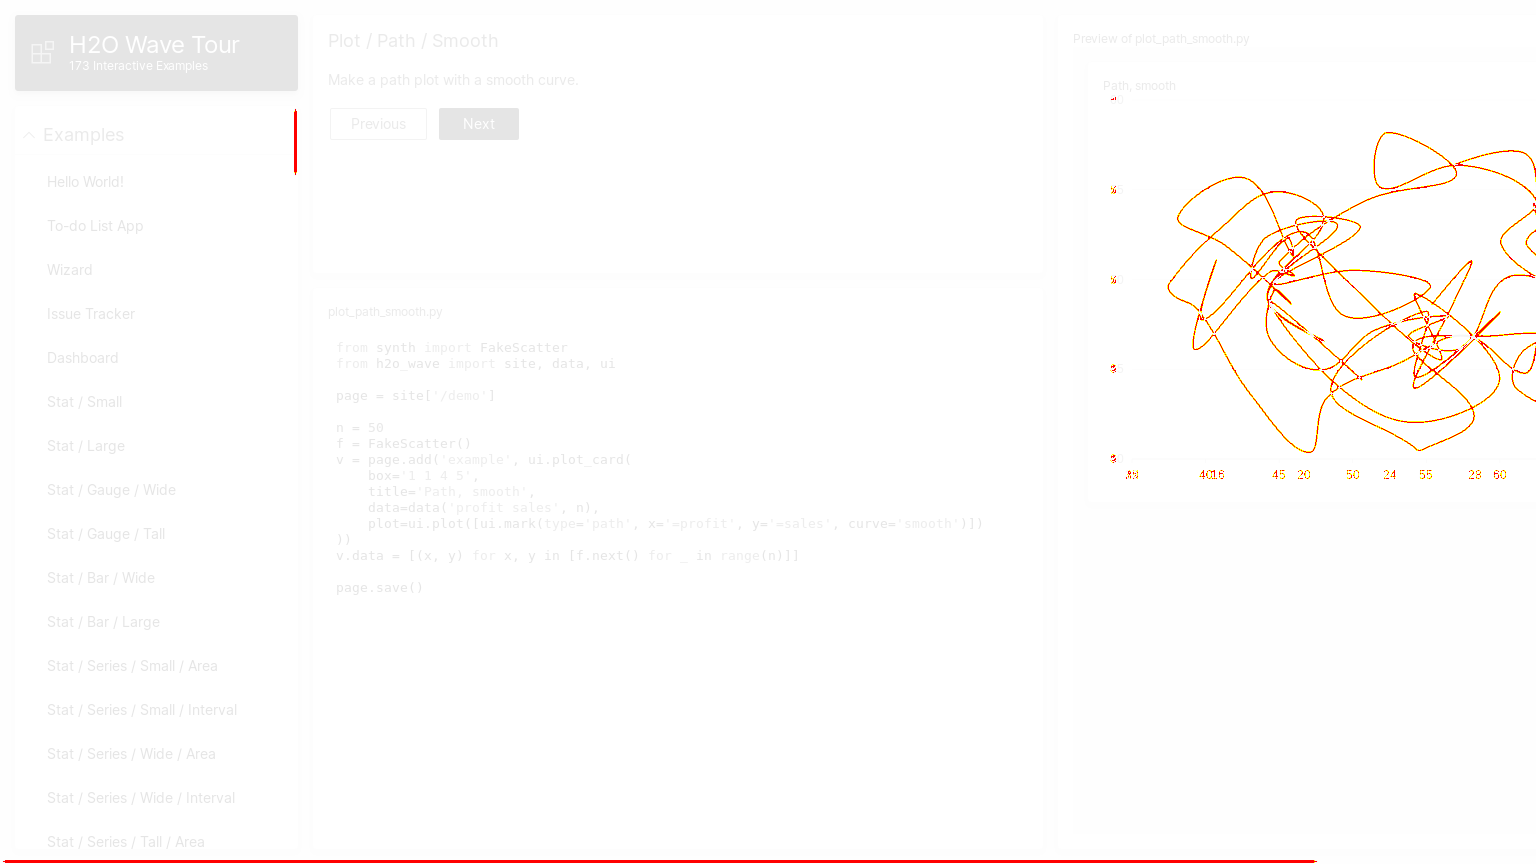 H2O Wave Tour
173 Interactive Examples
Examples
Hello World!
To-do List App
Wizard
Issue Tracker
Dashboard
Stat / Small
Stat / Large
Stat / Gauge / Wide
Stat / Gauge / Tall
Stat / Bar / Wide
Stat / Bar / Large
Stat / Series / Small / Area
Stat / Series / Small / Interval
Stat / Series / Wide / Area
Stat / Series / Wide / Interval
Stat / Series / Tall / Area
Plot / Path / Smooth
Make a path plot with a smooth curve.
Previous
Next
plot_path_smooth.py
from synth import FakeScatter
from h2o_wave import site, data, ui
page = site['/demo']
n = 50
f = FakeScatter()
v = page.add('example', ui.plot_card(
    box='1 1 4 5',
    title='Path, smooth',
    data=data('profit sales', n),
    plot=ui.plot([ui.mark(type='path', x='=profit', y='=sales', curve='smooth')])
))
v.data = [(x, y) for x, y in [f.next() for _ in range(n)]]
page.save()
Preview of plot_path_smooth.py
Path, smooth
45 20 50 24 55 28 60